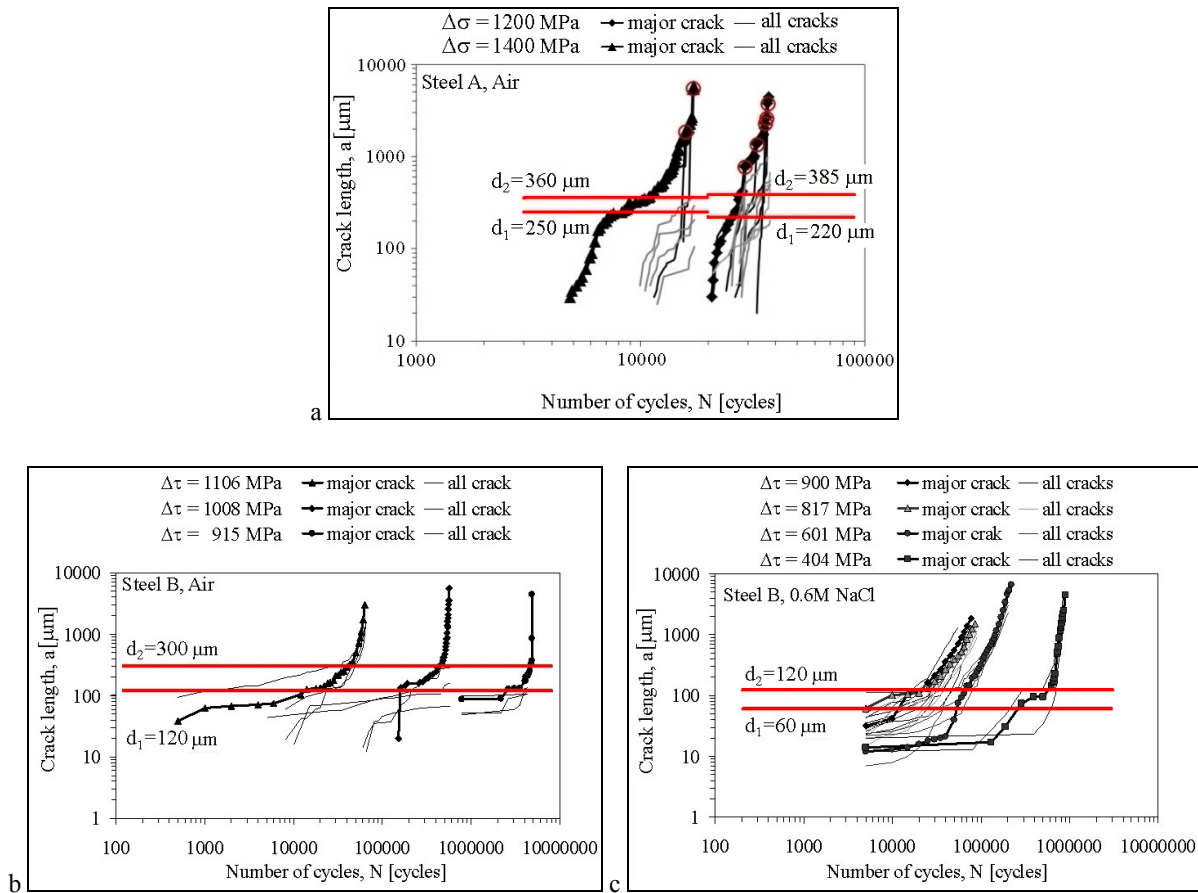 Δσ = 1200 MPa major crack all cracks
Δσ = 1400 MPa major crack all cracks
10000
Steel A, Air
1000
d2=360 μm
d2=385 μm
d1=250 μm
d1=220 μm
100
10
1000 10000 100000
Crack length, a [μm]
Number of cycles, N [cycles]
a
Δτ = 1106 MPa major crack all crack
Δτ = 1008 MPa major crack all crack
Δτ = 915 MPa major crack all crack
10000
Steel B, Air
1000
d2=300 μm
100
d1=120 μm
10
1
100 1000 10000 100000 1000000 10000000
Crack length, a [μm]
Number of cycles, N [cycles]
b
Δτ = 900 MPa major crack all cracks
Δτ = 817 MPa major crack all cracks
Δτ = 601 MPa major crak all cracks
Δτ = 404 MPa major crack all cracks
10000
Steel B, 0.6M NaCl
1000
d2=120 μm
100
d1=60 μm
10
1
100 1000 10000 100000 1000000 10000000
Crack length, a [μm]
Number of cycles, N [cycles]
c